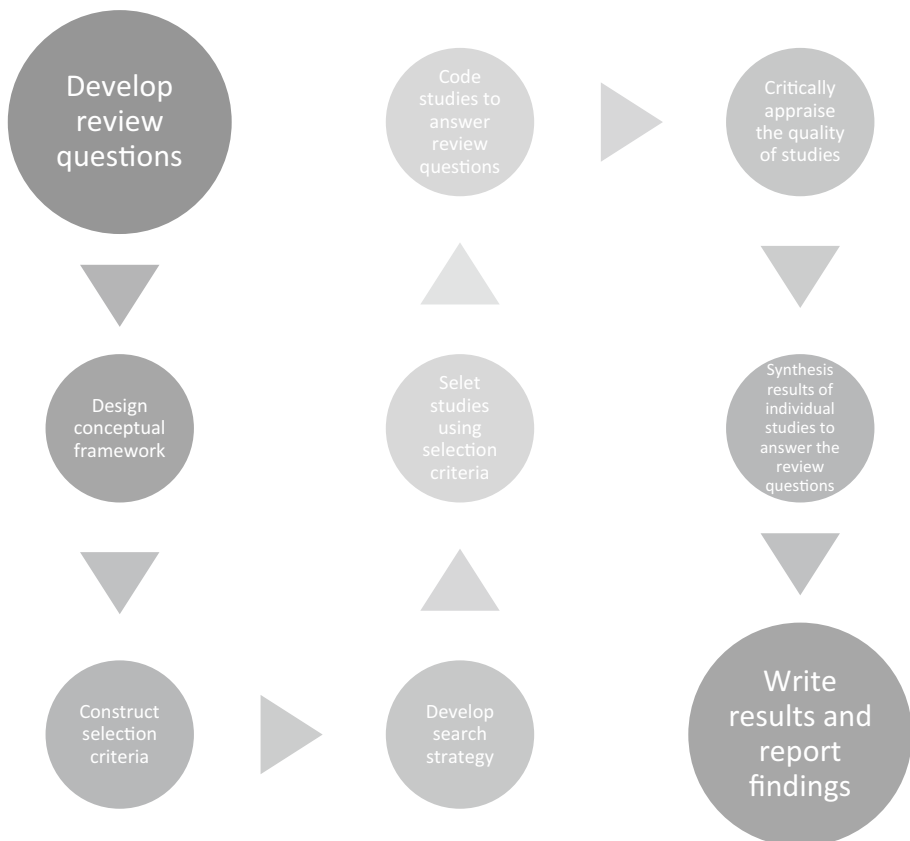 Develop
review
questions
Design
conceptual
framework
Construct
selection
criteria
Develop
search
strategy
Selet
studies
using
selection
criteria
Code
studies to
answer
review
questions
Critically
appraise
the quality
of studies
Synthesis
results of
individual
studies to
answer the
review
questions
Write
results and
report
findings